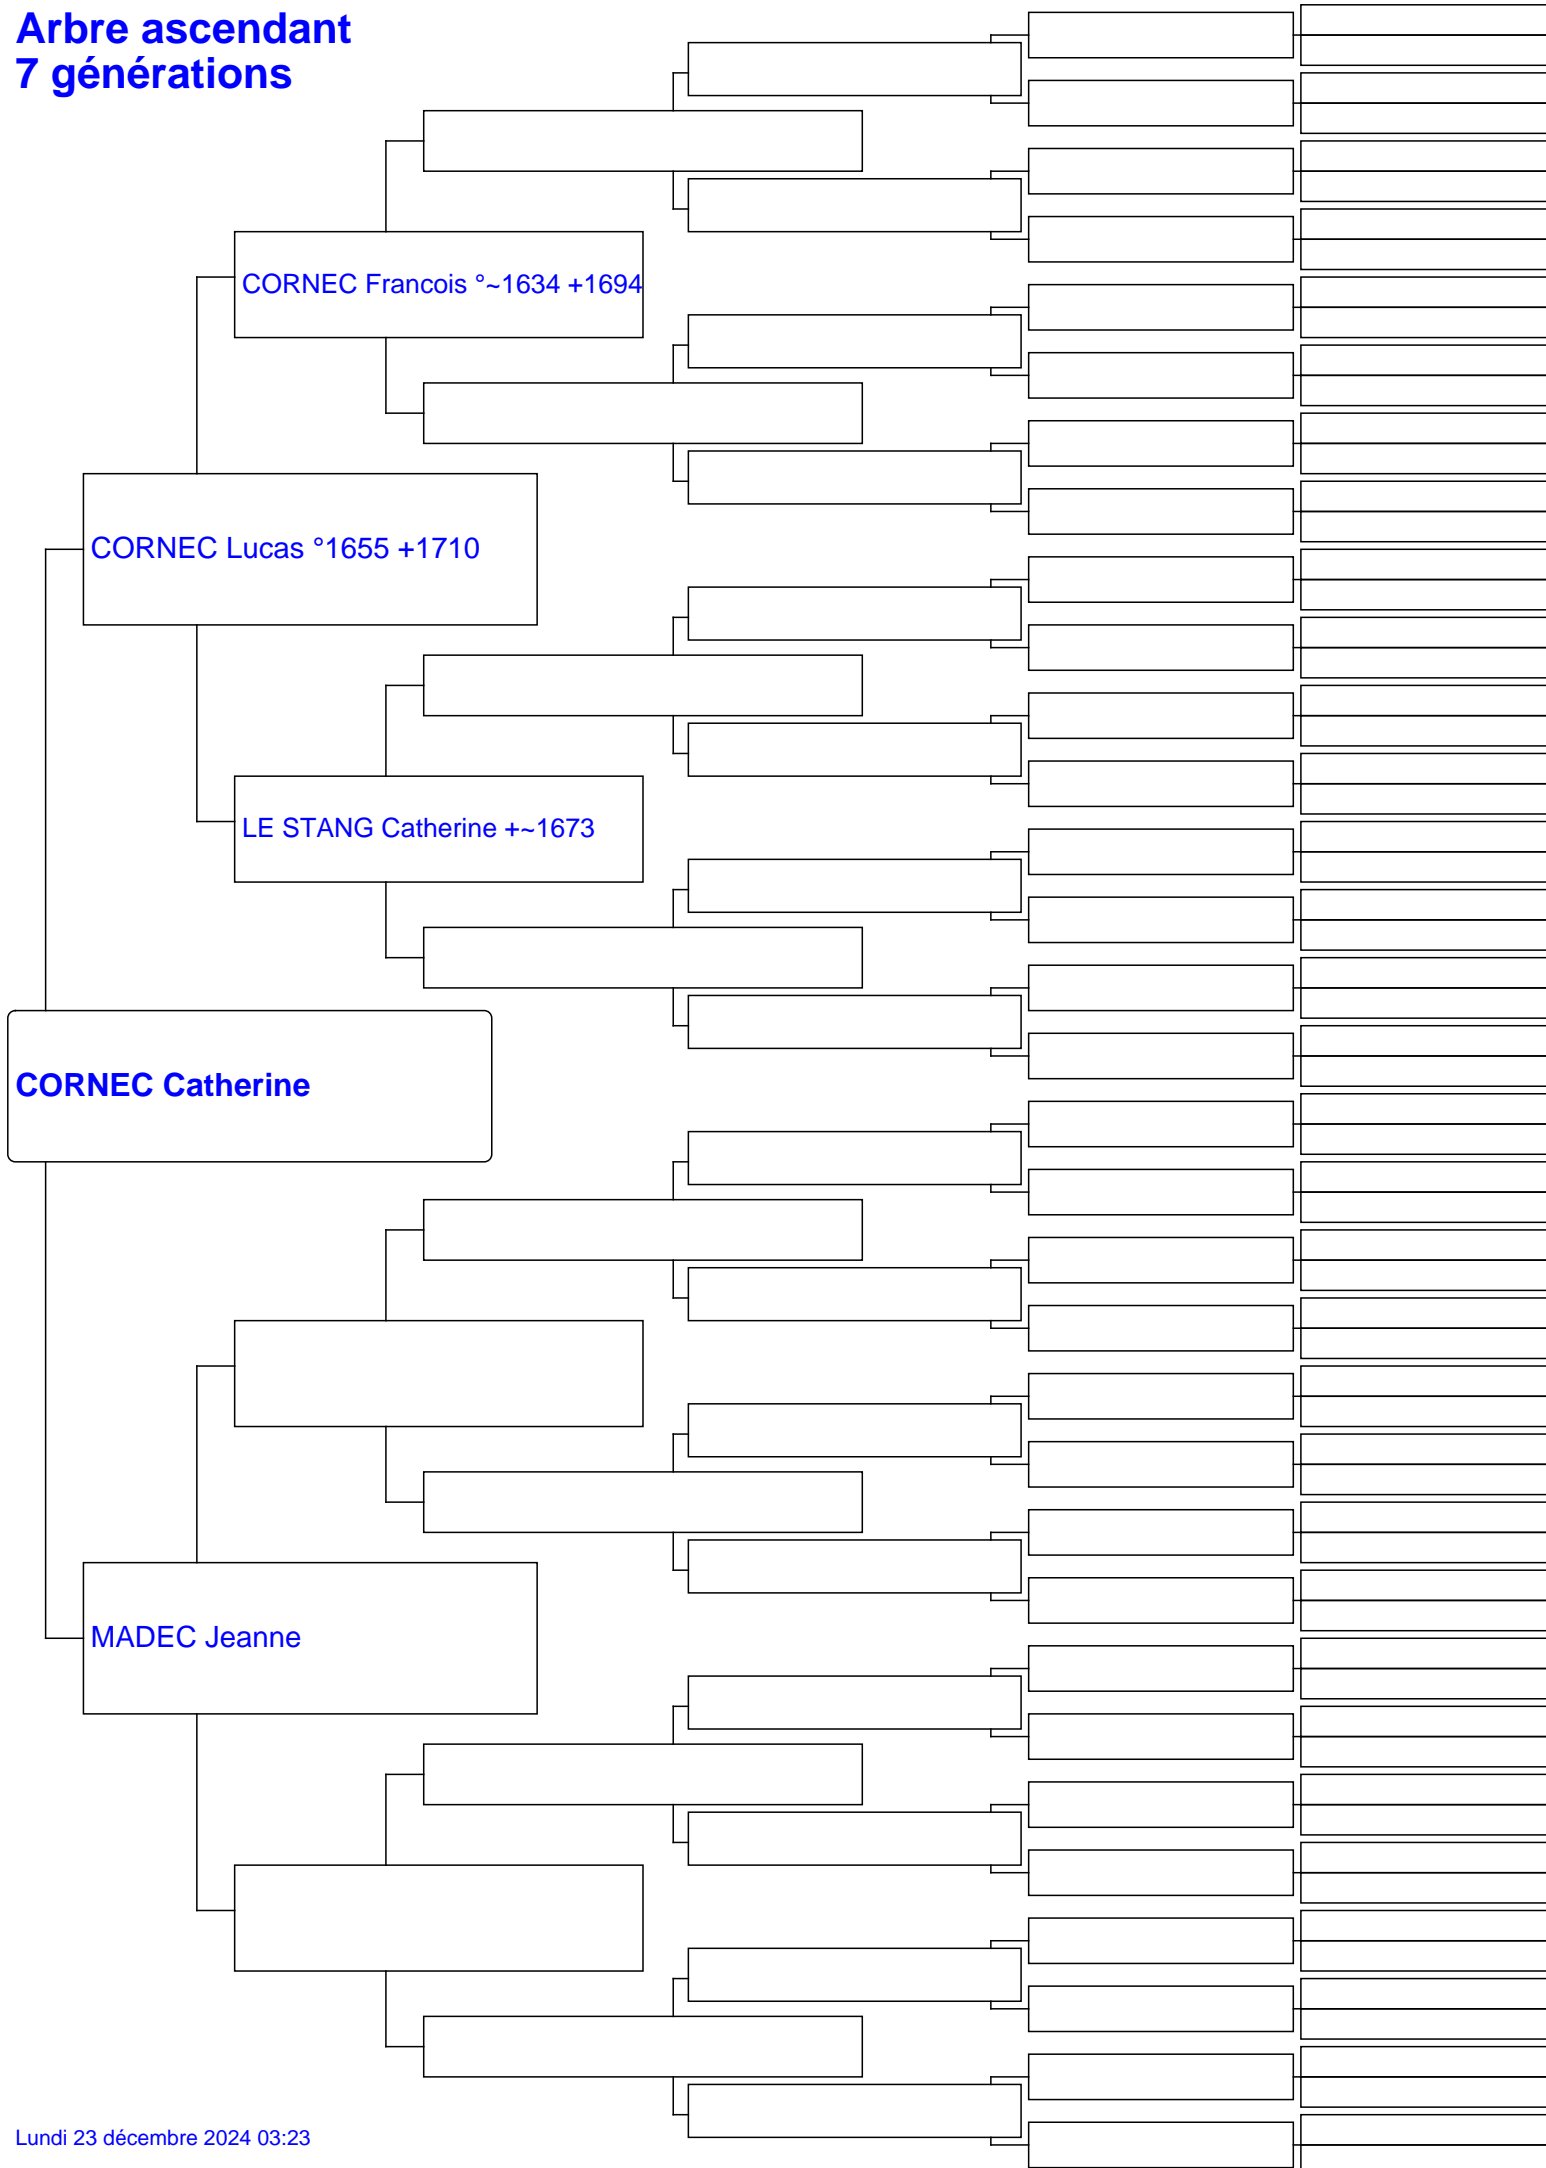 Arbre ascendant
7 générations
CORNEC Francois °~1634 +1694
CORNEC Lucas °1655 +1710
LE STANG Catherine +~1673
CORNEC Catherine
MADEC Jeanne
Lundi 23 décembre 2024 03:23